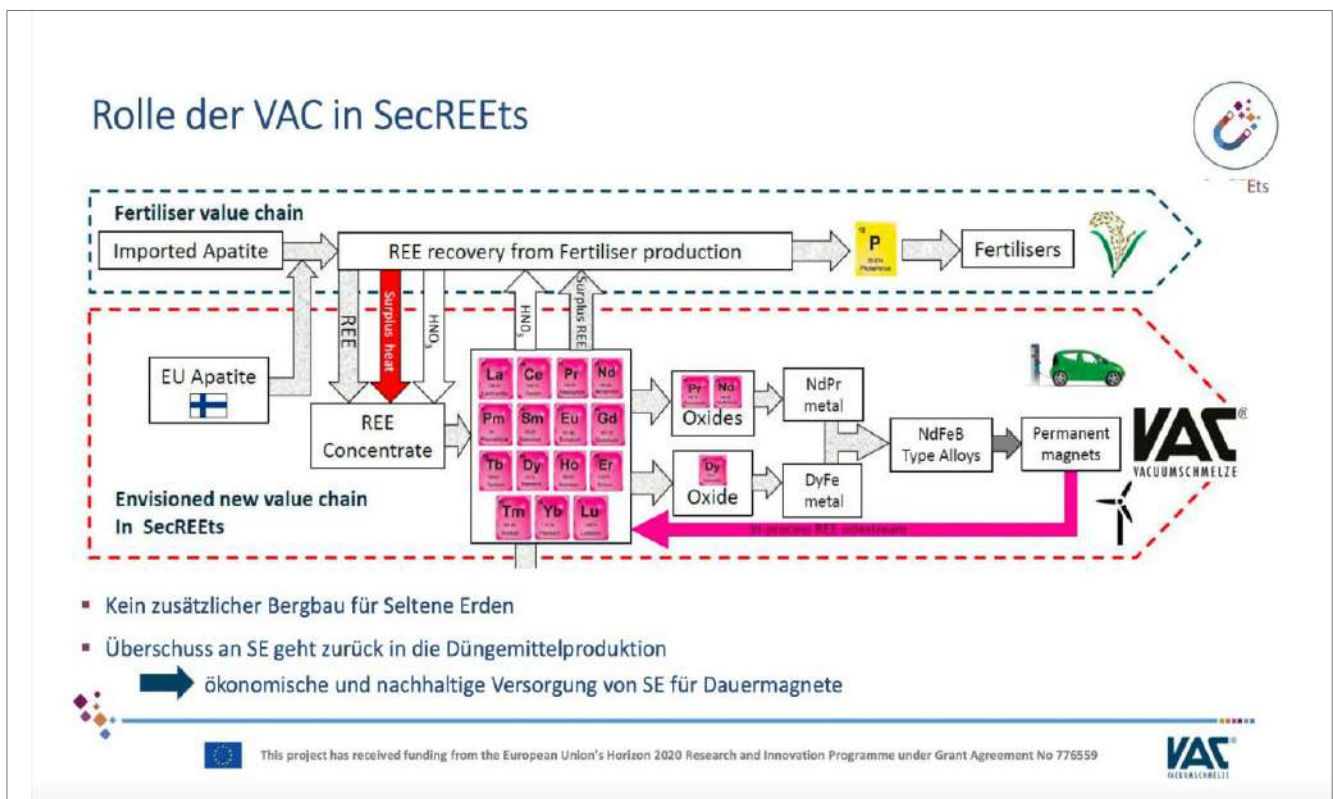 Rolle der VAC in SecREEts
Ets
Fertiliser value chain
Imported Apatite
REE recovery from Fertiliser production
P
Fertilisers
REE
Surplus heat
HNO₃
HNO₃
Surplus REE
EU Apatite
REE
Concentrate
La Ce Pr Nd
Pm Sm Eu Gd
Tb Dy Ho Er
Tm Yb Lu
Pr Nd
Oxides
Dy
Oxide
NdPr
metal
DyFe
metal
NdFeB
Type Alloys
Permanent
magnets
VAC®
VACUUMSCHMELZE
In process REE
Envisioned new value chain
In SecREEts
Kein zusätzlicher Bergbau für Seltene Erden
Überschuss an SE geht zurück in die Düngemittelproduktion
ökonomische und nachhaltige Versorgung von SE für Dauermagnete
This project has received funding from the European Union's Horizon 2020 Research and Innovation Programme under Grant Agreement No 776559
VAC®
VACUUMSCHMELZE